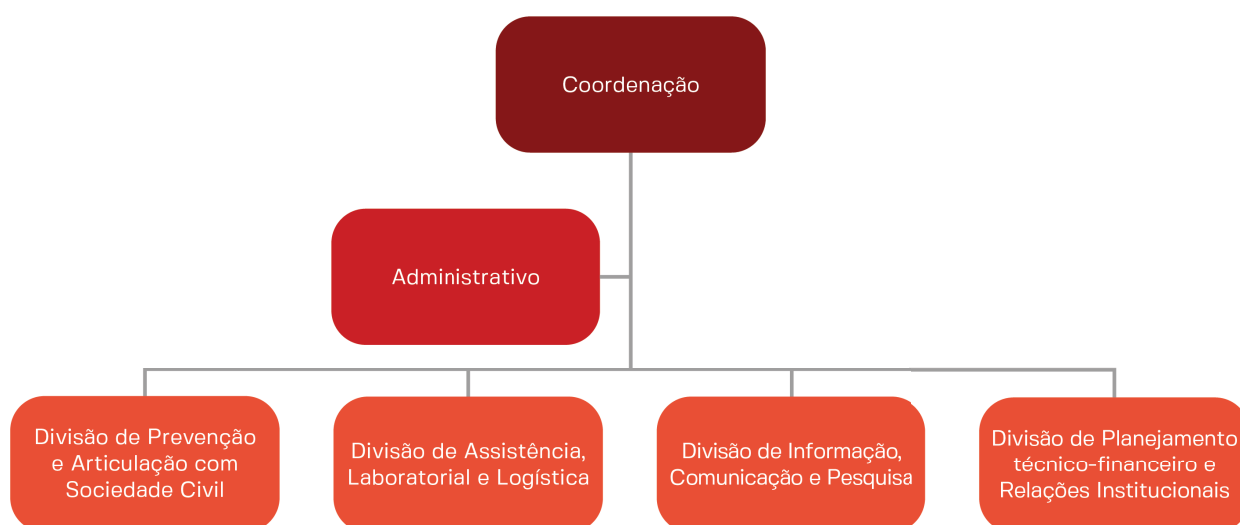 Coordenação
Administrativo
Divisão de Prevenção
e Articulação com
Sociedade Civil
Divisão de Assistência,
Laboratorial e Logística
Divisão de Informação,
Comunicação e Pesquisa
Divisão de Planejamento
técnico-financeiro e
Relações Institucionais